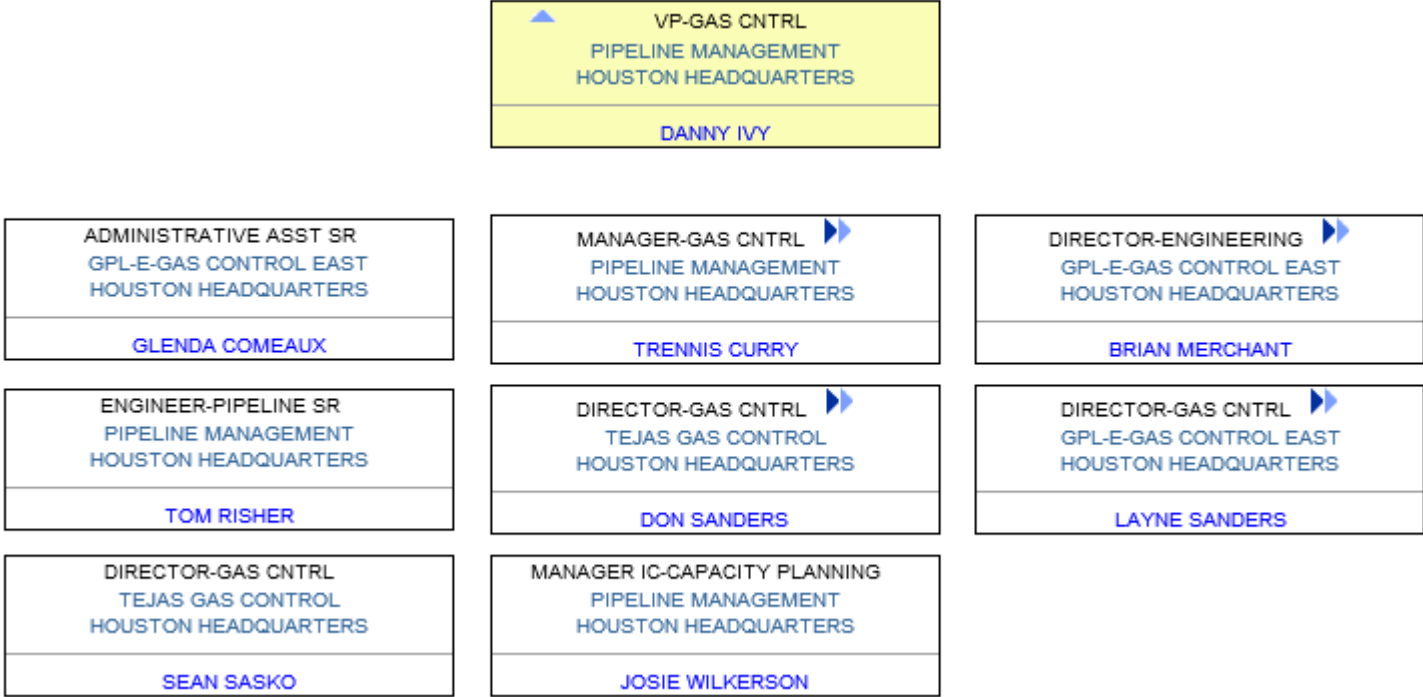 VP-GAS CNTRL
PIPELINE MANAGEMENT
HOUSTON HEADQUARTERS
DANNY IVY
ADMINISTRATIVE ASST SR
GPL-E-GAS CONTROL EAST
HOUSTON HEADQUARTERS
GLENDA COMEAUX
MANAGER-GAS CNTRL
PIPELINE MANAGEMENT
HOUSTON HEADQUARTERS
TRENNIS CURRY
DIRECTOR-ENGINEERING
GPL-E-GAS CONTROL EAST
HOUSTON HEADQUARTERS
BRIAN MERCHANT
ENGINEER-PIPELINE SR
PIPELINE MANAGEMENT
HOUSTON HEADQUARTERS
TOM RISHER
DIRECTOR-GAS CNTRL
TEJAS GAS CONTROL
HOUSTON HEADQUARTERS
DON SANDERS
DIRECTOR-GAS CNTRL
GPL-E-GAS CONTROL EAST
HOUSTON HEADQUARTERS
LAYNE SANDERS
DIRECTOR-GAS CNTRL
TEJAS GAS CONTROL
HOUSTON HEADQUARTERS
SEAN SASKO
MANAGER IC-CAPACITY PLANNING
PIPELINE MANAGEMENT
HOUSTON HEADQUARTERS
JOSIE WILKERSON